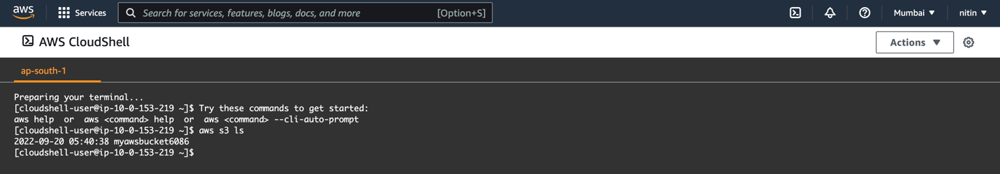 aws Services Search for services, features, blogs, docs, and more [Option+S] Mumbai ▼ nitin ▼
AWS CloudShell Actions ▼
ap-south-1
Preparing your terminal...
[cloudshell-user@ip-10-0-153-219 ~]$ Try these commands to get started:
aws help  or  aws <command> help  or  aws <command> --cli-auto-prompt
[cloudshell-user@ip-10-0-153-219 ~]$ aws s3 ls
2022-09-20 05:40:38 myawsbucket6086
[cloudshell-user@ip-10-0-153-219 ~]$